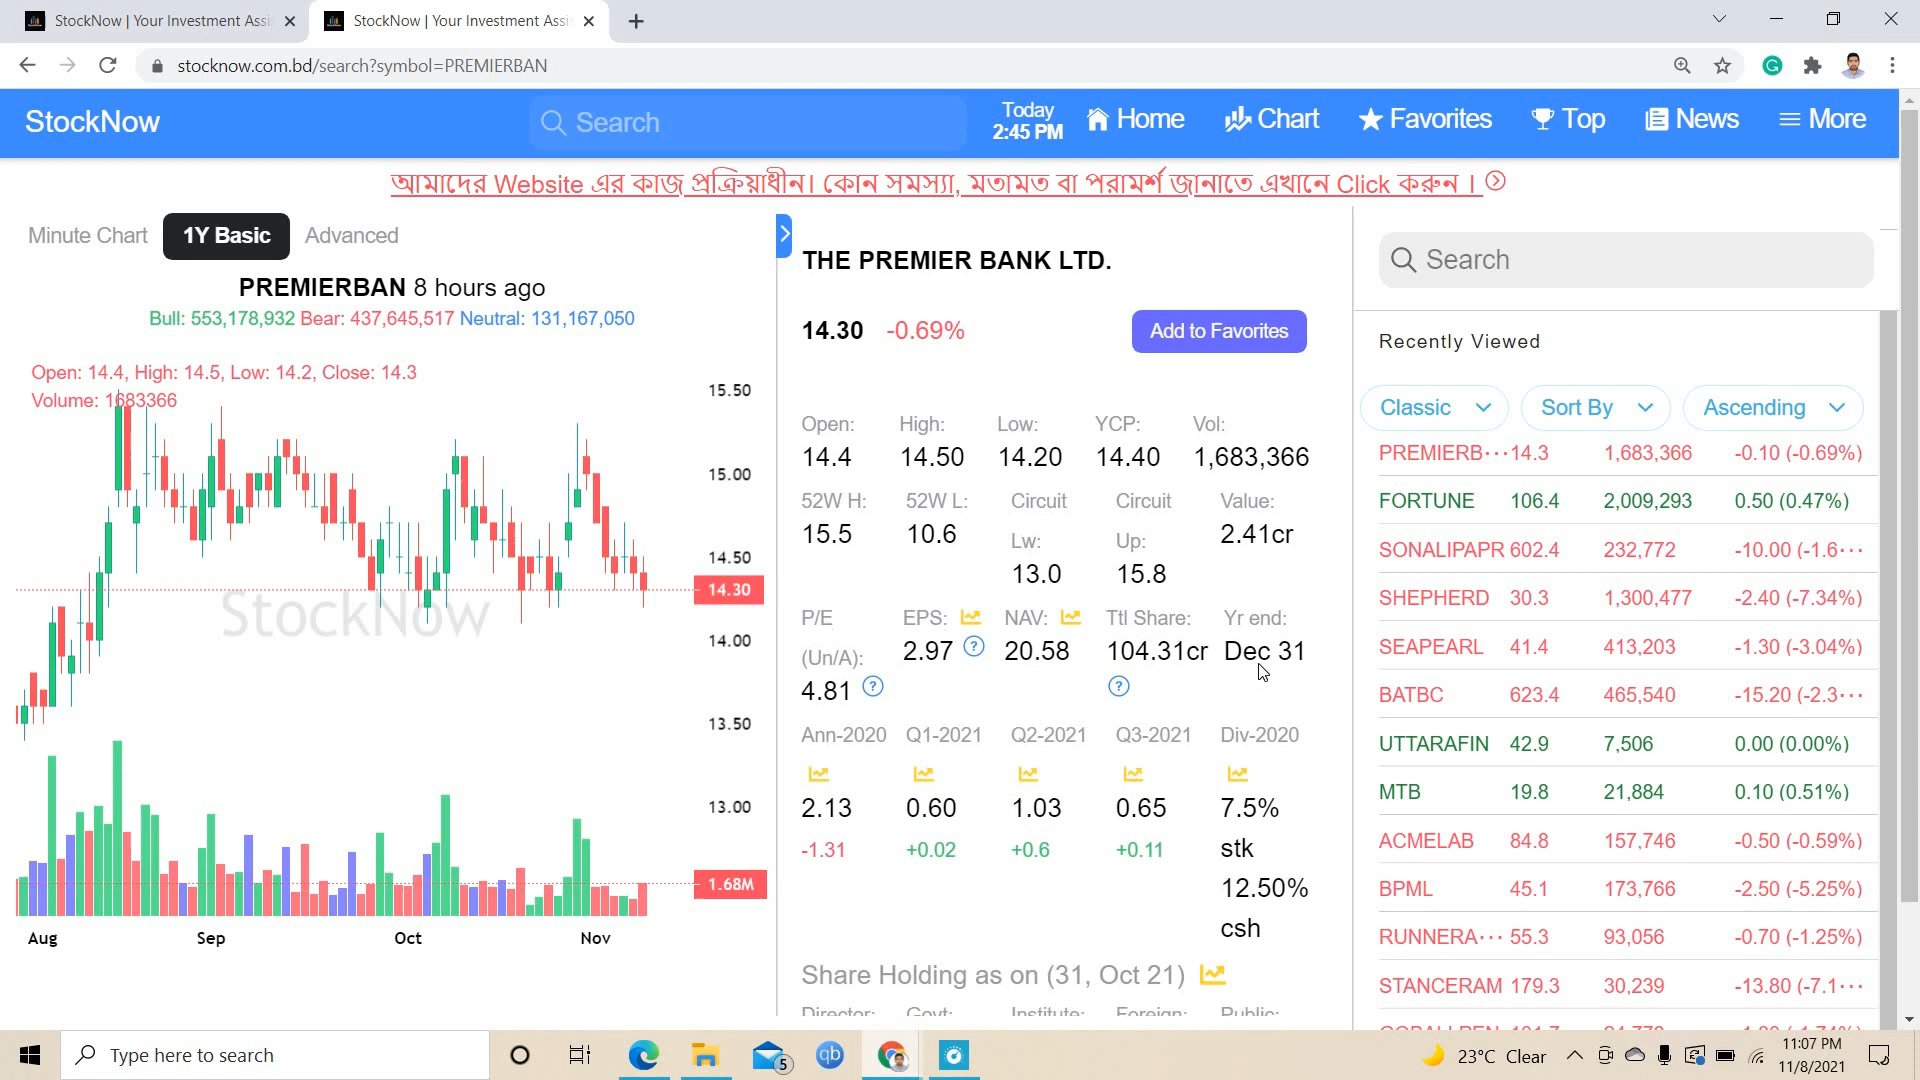 StockNow | Your Investment Assi
StockNow | Your Investment Assi
stocknow.com.bd/search?symbol=PREMIERBAN
StockNow
Search
Today
2:45 PM
Home
Chart
Favorites
Top
News
More
আমাদের Website এর কাজ প্রক্রিয়াধীন। কোন সমস্যা, মতামত বা পরামর্শ জানাতে এখানে Click করুন ।
Minute Chart 1Y Basic Advanced
PREMIERBAN 8 hours ago
Bull: 553,178,932 Bear: 437,645,517 Neutral: 131,167,050
Open: 14.4, High: 14.5, Low: 14.2, Close: 14.3
Volume: 1683366
15.50
15.00
14.50
14.30
14.00
13.50
13.00
1.68M
StockNow
Aug Sep Oct Nov
THE PREMIER BANK LTD.
14.30 -0.69% Add to Favorites
Open: High: Low: YCP: Vol:
14.4 14.50 14.20 14.40 1,683,366
52W H: 52W L: Circuit Circuit Value:
15.5 10.6 Lw: Up: 2.41cr
13.0 15.8
P/E EPS: NAV: Ttl Share: Yr end:
(Un/A): 2.97 20.58 104.31cr Dec 31
4.81
Ann-2020 Q1-2021 Q2-2021 Q3-2021 Div-2020
2.13 0.60 1.03 0.65 7.5%
-1.31 +0.02 +0.6 +0.11 stk
12.50%
csh
Share Holding as on (31, Oct 21)
Director: Govt: Institute: Foreign: Public:
Search
Recently Viewed
Classic Sort By Ascending
PREMIERB··· 14.3 1,683,366 -0.10 (-0.69%)
FORTUNE 106.4 2,009,293 0.50 (0.47%)
SONALIPAPR 602.4 232,772 -10.00 (-1.6···
SHEPHERD 30.3 1,300,477 -2.40 (-7.34%)
SEAPEARL 41.4 413,203 -1.30 (-3.04%)
BATBC 623.4 465,540 -15.20 (-2.3···
UTTARAFIN 42.9 7,506 0.00 (0.00%)
MTB 19.8 21,884 0.10 (0.51%)
ACMELAB 84.8 157,746 -0.50 (-0.59%)
BPML 45.1 173,766 -2.50 (-5.25%)
RUNNERA··· 55.3 93,056 -0.70 (-1.25%)
STANCERAM 179.3 30,239 -13.80 (-7.1···
Type here to search
qb
5
23°C Clear
11:07 PM
11/8/2021